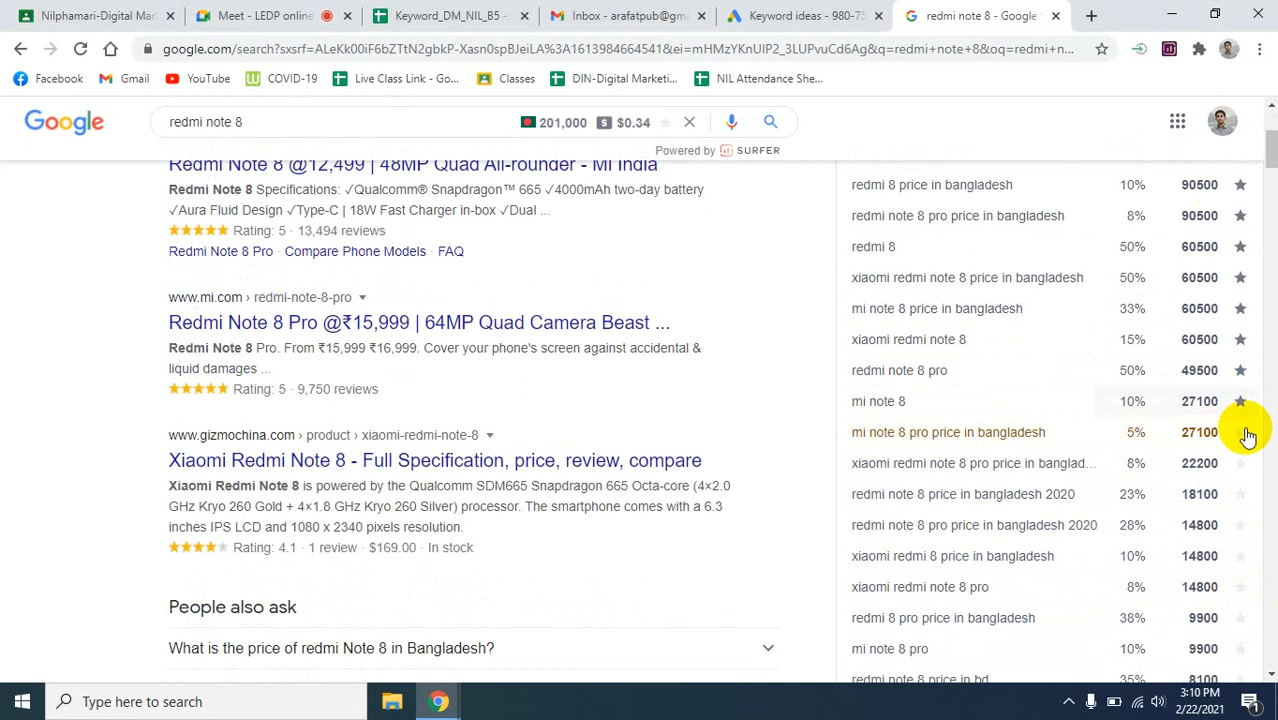 Nilphamari-Digital Mar
Meet - LEDP online
Keyword_DM_NIL_B5 -
Inbox - arafatpub@gma
Keyword ideas - 980-75
redmi note 8 - Google
google.com/search?sxsrf=ALeKk00iF6bZTtN2gbkP-Xasn0spBJeiLA%3A1613984664541&ei=mHMzYKnUIP2_3LUPvuCd6Ag&q=redmi+note+8&oq=redmi+n...
Facebook
Gmail
YouTube
COVID-19
Live Class Link - Go...
Classes
DIN-Digital Marketi...
NIL Attendance She...
Google
redmi note 8
201,000
$ $0.34
Powered by SURFER
Redmi Note 8 @12,499 | 48MP Quad All-rounder - MI India
Redmi Note 8 Specifications: ✓Qualcomm® Snapdragon™ 665 ✓4000mAh two-day battery
✓Aura Fluid Design ✓Type-C | 18W Fast Charger in-box ✓Dual ...
Rating: 5 · 13,494 reviews
Redmi Note 8 Pro · Compare Phone Models · FAQ
www.mi.com › redmi-note-8-pro
Redmi Note 8 Pro @₹15,999 | 64MP Quad Camera Beast ...
Redmi Note 8 Pro. From ₹15,999 ₹16,999. Cover your phone's screen against accidental &
liquid damages ...
Rating: 5 · 9,750 reviews
www.gizmochina.com › product › xiaomi-redmi-note-8
Xiaomi Redmi Note 8 - Full Specification, price, review, compare
Xiaomi Redmi Note 8 is powered by the Qualcomm SDM665 Snapdragon 665 Octa-core (4×2.0
GHz Kryo 260 Gold + 4×1.8 GHz Kryo 260 Silver) processor. The smartphone comes with a 6.3
inches IPS LCD and 1080 x 2340 pixels resolution.
Rating: 4.1 · 1 review · $169.00 · In stock
People also ask
What is the price of redmi Note 8 in Bangladesh?
redmi 8 price in bangladesh 10% 90500
redmi note 8 pro price in bangladesh 8% 90500
redmi 8 50% 60500
xiaomi redmi note 8 price in bangladesh 50% 60500
mi note 8 price in bangladesh 33% 60500
xiaomi redmi note 8 15% 60500
redmi note 8 pro 50% 49500
mi note 8 10% 27100
mi note 8 pro price in bangladesh 5% 27100
xiaomi redmi note 8 pro price in banglad... 8% 22200
redmi note 8 price in bangladesh 2020 23% 18100
redmi note 8 pro price in bangladesh 2020 28% 14800
xiaomi redmi 8 price in bangladesh 10% 14800
xiaomi redmi note 8 pro 8% 14800
redmi 8 pro price in bangladesh 38% 9900
mi note 8 pro 10% 9900
redmi note 8 price in bd 35% 8100
Type here to search
3:10 PM
2/22/2021
1